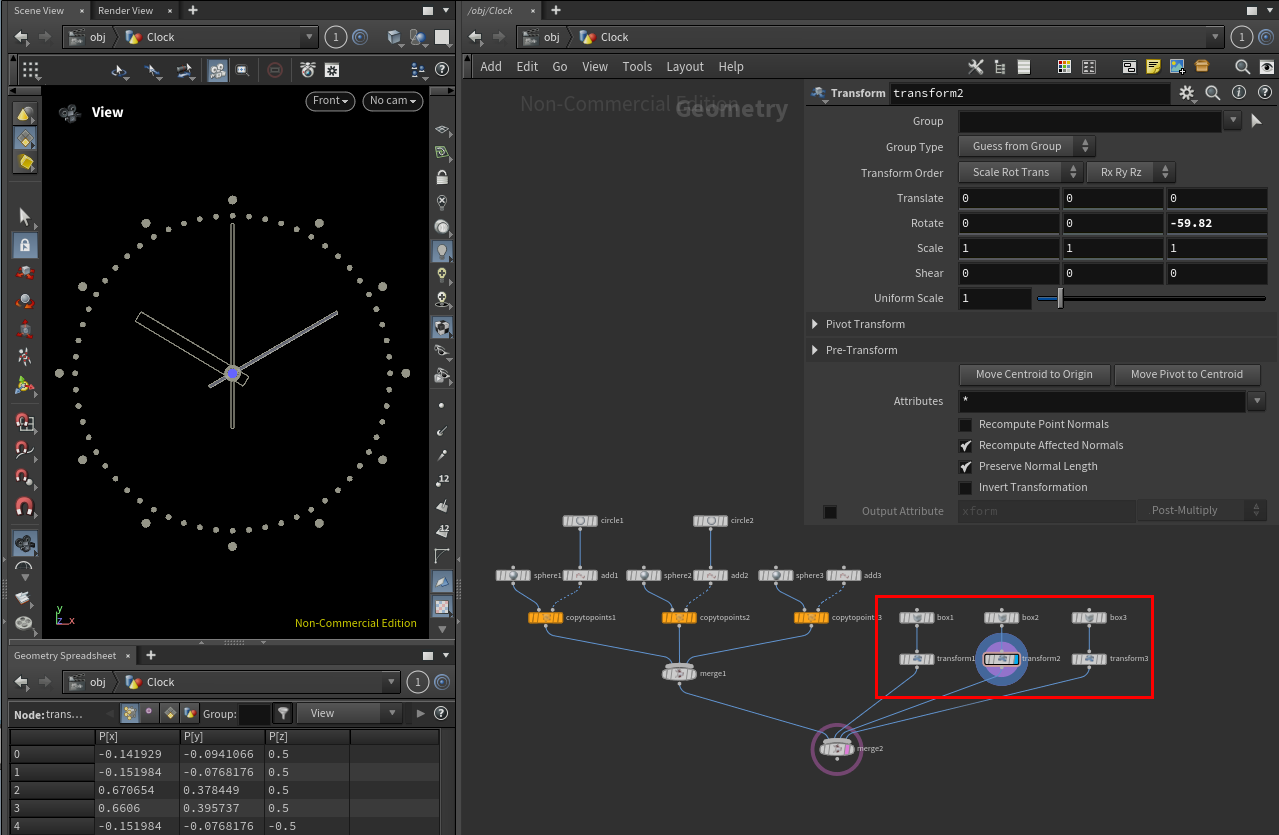 Scene View × Render View × +
obj Clock 1
Front No cam
View
12
12
y
z x
Non-Commercial Edition
Geometry Spreadsheet × +
obj Clock 1
Node: trans... Group: View
P[x] P[y] P[z]
0 -0.141929 -0.0941066 0.5
1 -0.151984 -0.0768176 0.5
2 0.670654 0.378449 0.5
3 0.6606 0.395737 0.5
4 -0.151984 -0.0768176 -0.5
/obj/Clock × +
obj Clock 1
Add Edit Go View Tools Layout Help
Non-Commercial Edition
Geometry
Transform transform2
Group
Group Type Guess from Group
Transform Order Scale Rot Trans Rx Ry Rz
Translate 0 0 0
Rotate 0 0 -59.82
Scale 1 1 1
Shear 0 0 0
Uniform Scale 1
Pivot Transform
Pre-Transform
Move Centroid to Origin Move Pivot to Centroid
Attributes *
Recompute Point Normals
Recompute Affected Normals
Preserve Normal Length
Invert Transformation
Output Attribute xform Post-Multiply
circle1 circle2
sphere1 add1 sphere2 add2 sphere3 add3
copytopoints1 copytopoints2 copytopoints3 box1 box2 box3
merge1 transform1 transform2 transform3
merge2